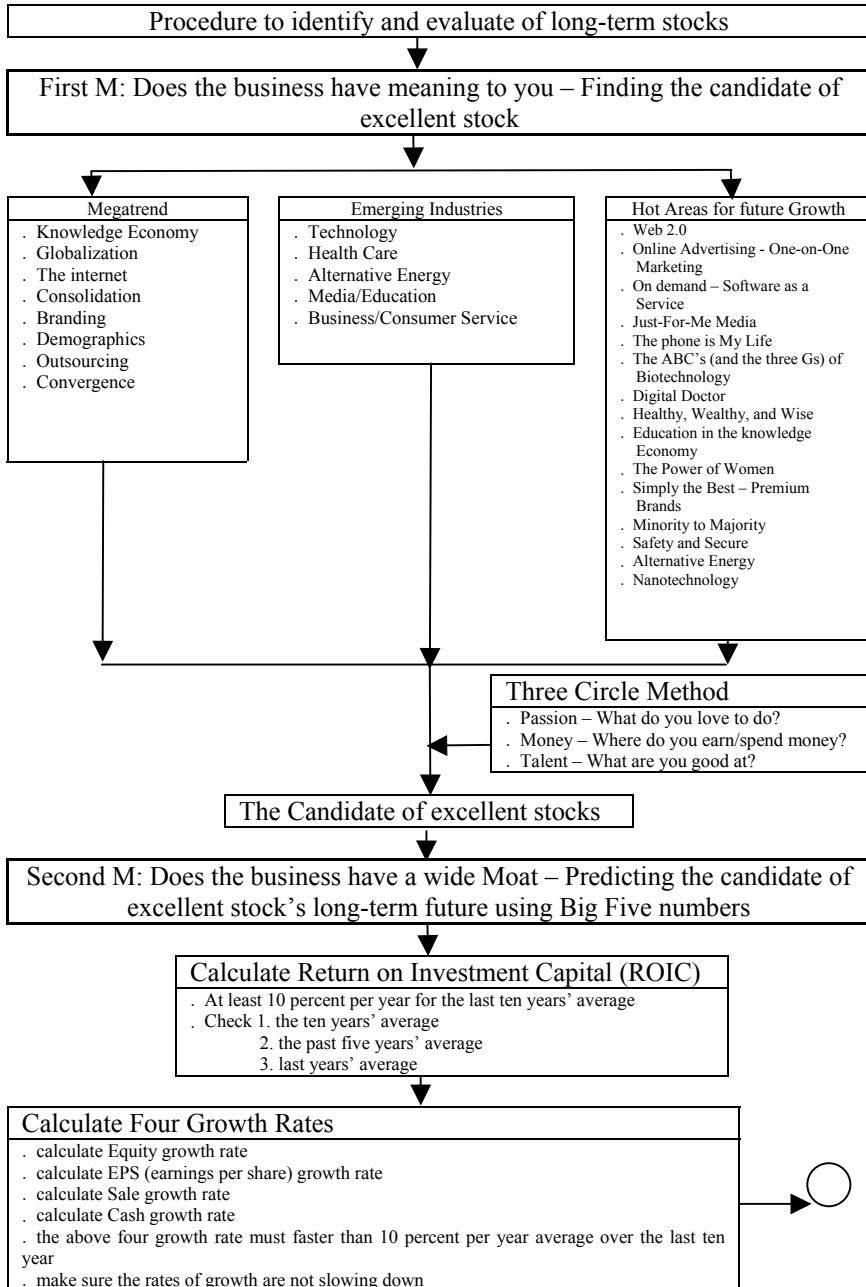 Procedure to identify and evaluate of long-term stocks
First M: Does the business have meaning to you – Finding the candidate of
excellent stock
Megatrend
. Knowledge Economy
. Globalization
. The internet
. Consolidation
. Branding
. Demographics
. Outsourcing
. Convergence
Emerging Industries
. Technology
. Health Care
. Alternative Energy
. Media/Education
. Business/Consumer Service
Hot Areas for future Growth
. Web 2.0
. Online Advertising - One-on-One
Marketing
. On demand – Software as a
Service
. Just-For-Me Media
. The phone is My Life
. The ABC's (and the three Gs) of
Biotechnology
. Digital Doctor
. Healthy, Wealthy, and Wise
. Education in the knowledge
Economy
. The Power of Women
. Simply the Best – Premium
Brands
. Minority to Majority
. Safety and Secure
. Alternative Energy
. Nanotechnology
Three Circle Method
. Passion – What do you love to do?
. Money – Where do you earn/spend money?
. Talent – What are you good at?
The Candidate of excellent stocks
Second M: Does the business have a wide Moat – Predicting the candidate of
excellent stock's long-term future using Big Five numbers
Calculate Return on Investment Capital (ROIC)
. At least 10 percent per year for the last ten years' average
. Check 1. the ten years' average
2. the past five years' average
3. last years' average
Calculate Four Growth Rates
. calculate Equity growth rate
. calculate EPS (earnings per share) growth rate
. calculate Sale growth rate
. calculate Cash growth rate
. the above four growth rate must faster than 10 percent per year average over the last ten
year
. make sure the rates of growth are not slowing down